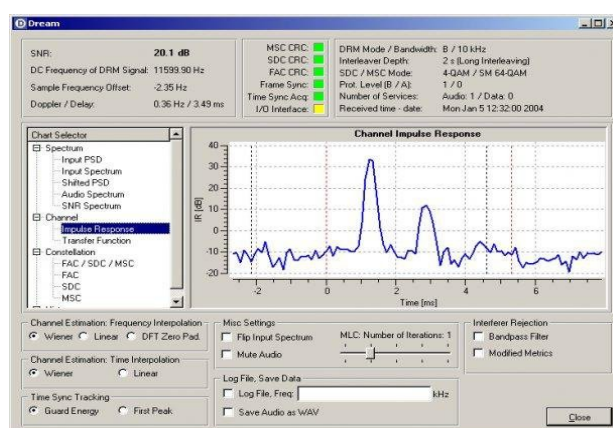 Dream
SNR: 20.1 dB
DC Frequency of DRM Signal: 11599.90 Hz
Sample Frequency Offset: -2.35 Hz
Doppler / Delay: 0.36 Hz / 3.49 ms
MSC CRC:
SDC CRC:
FAC CRC:
Frame Sync:
Time Sync Acq:
I/O Interface:
DRM Mode / Bandwidth: B / 10 kHz
Interleaver Depth: 2 s (Long Interleaving)
SDC / MSC Mode: 4-QAM / SM 64-QAM
Prot. Level (B / A): 1 / 0
Number of Services: Audio: 1 / Data: 0
Received time - date: Mon Jan 5 12:32:00 2004
Chart Selector
Spectrum
Input PSD
Input Spectrum
Shifted PSD
Audio Spectrum
SNR Spectrum
Channel
Impulse Response
Transfer Function
Constellation
FAC / SDC / MSC
FAC
SDC
MSC
Channel Impulse Response
IR [dB]
40
30
20
10
0
-10
-20
-2 0 2 4 6
Time [ms]
Channel Estimation: Frequency Interpolation
Wiener Linear DFT Zero Pad.
Channel Estimation: Time Interpolation
Wiener Linear
Time Sync Tracking
Guard Energy First Peak
Misc Settings
Flip Input Spectrum
Mute Audio
MLC: Number of Iterations: 1
Log File, Save Data
Log File, Freq: kHz
Save Audio as WAV
Interferer Rejection
Bandpass Filter
Modified Metrics
Close